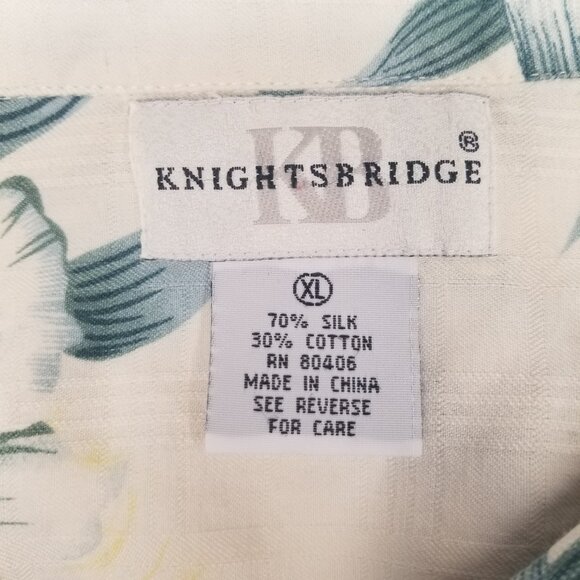 KB
KNIGHTSBRIDGE®
XL
70% SILK
30% COTTON
RN 80406
MADE IN CHINA
SEE REVERSE
FOR CARE